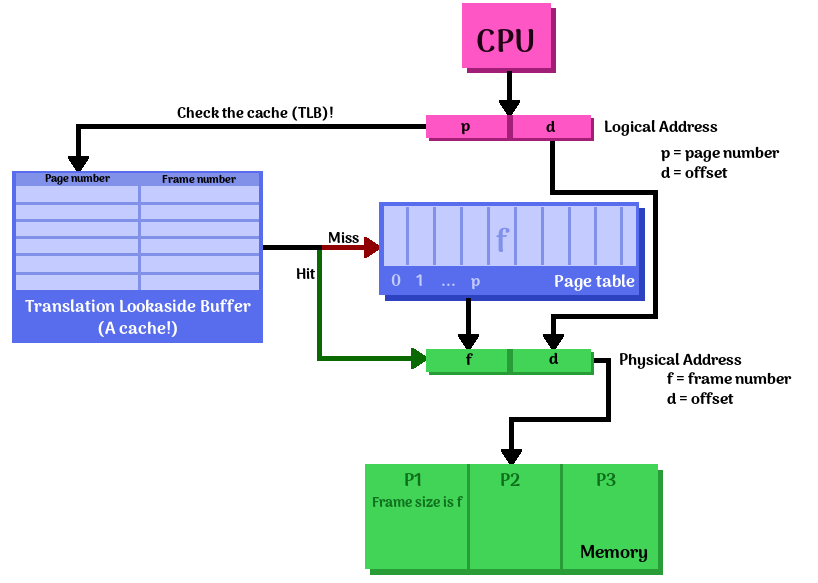 CPU
Check the cache (TLB)!
p
d
Logical Address
p = page number
d = offset
Page number
Frame number
Translation Lookaside Buffer
(A cache!)
Miss
Hit
f
0 1 ... p
Page table
f
d
Physical Address
f = frame number
d = offset
P1
P2
P3
Frame size is f
Memory